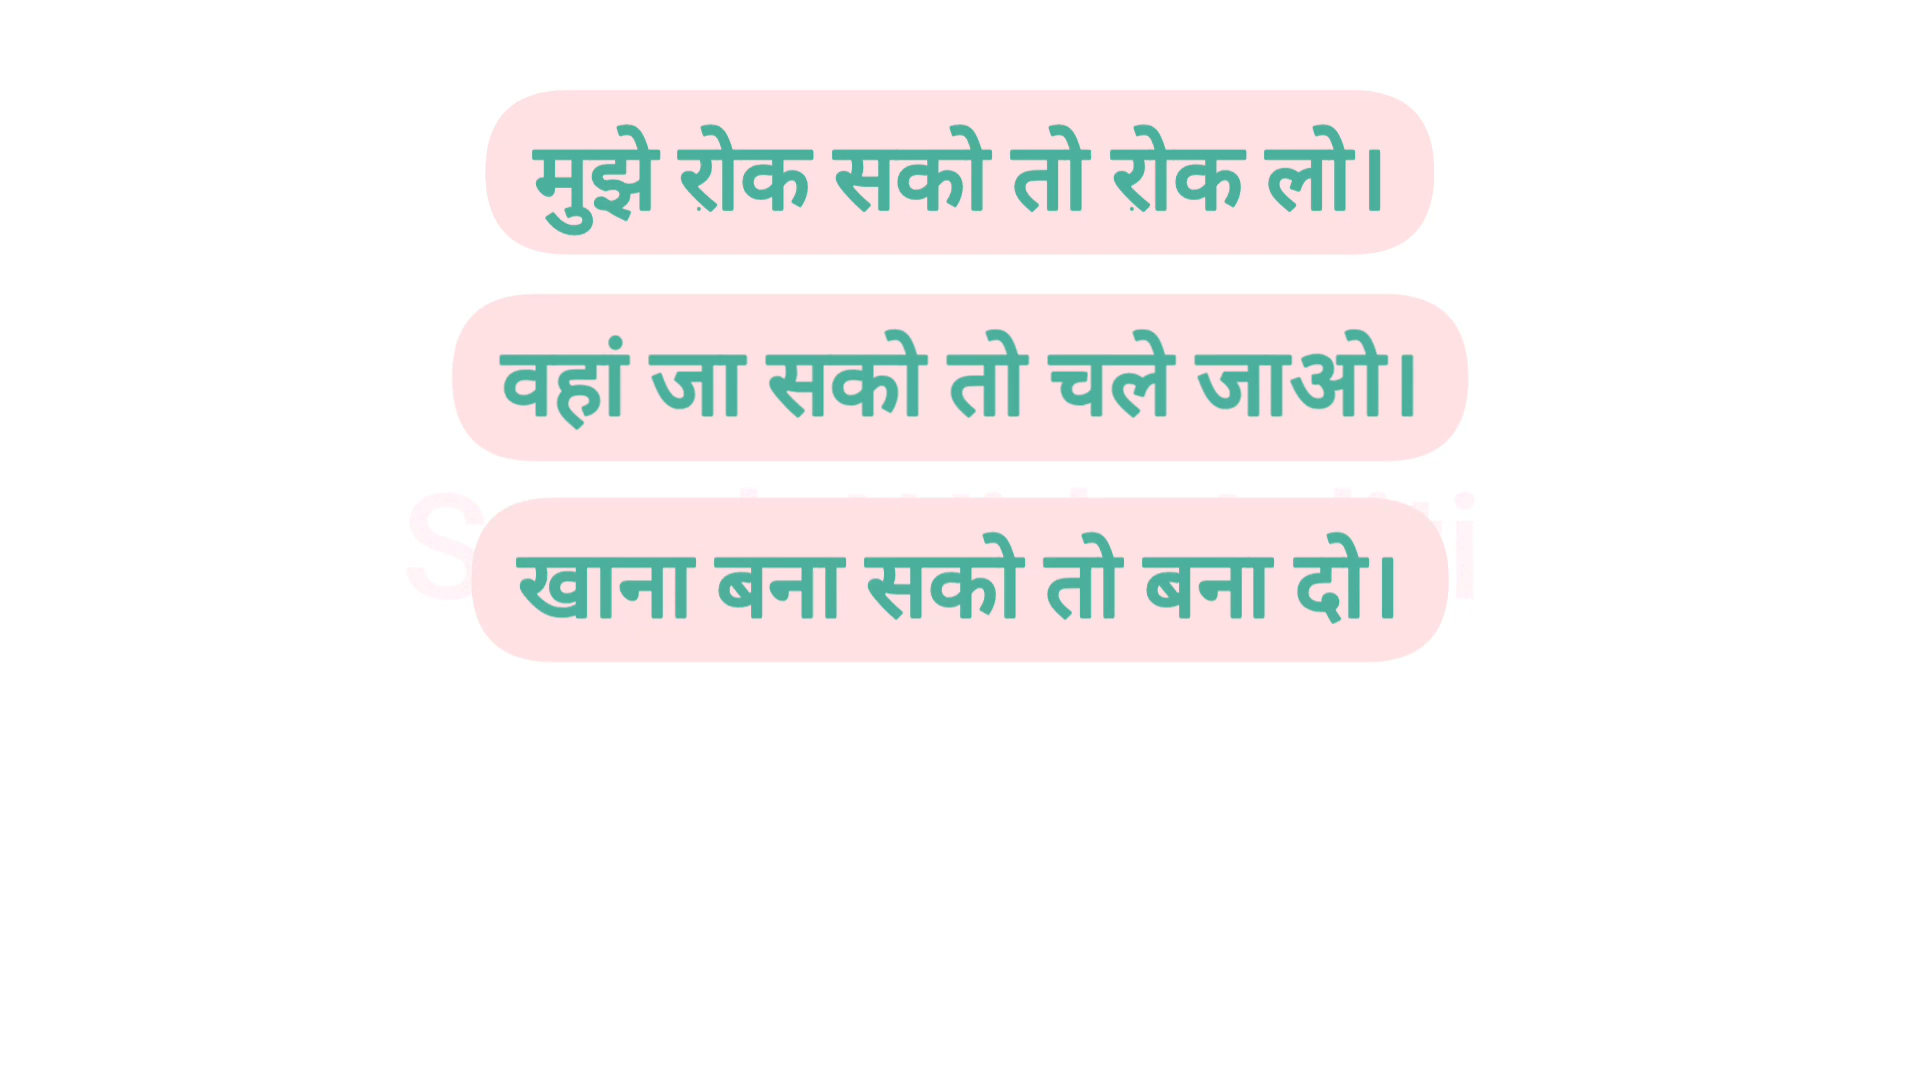 मुझे रोक सको तो रोक लो।
वहां जा सको तो चले जाओ।
खाना बना सको तो बना दो।